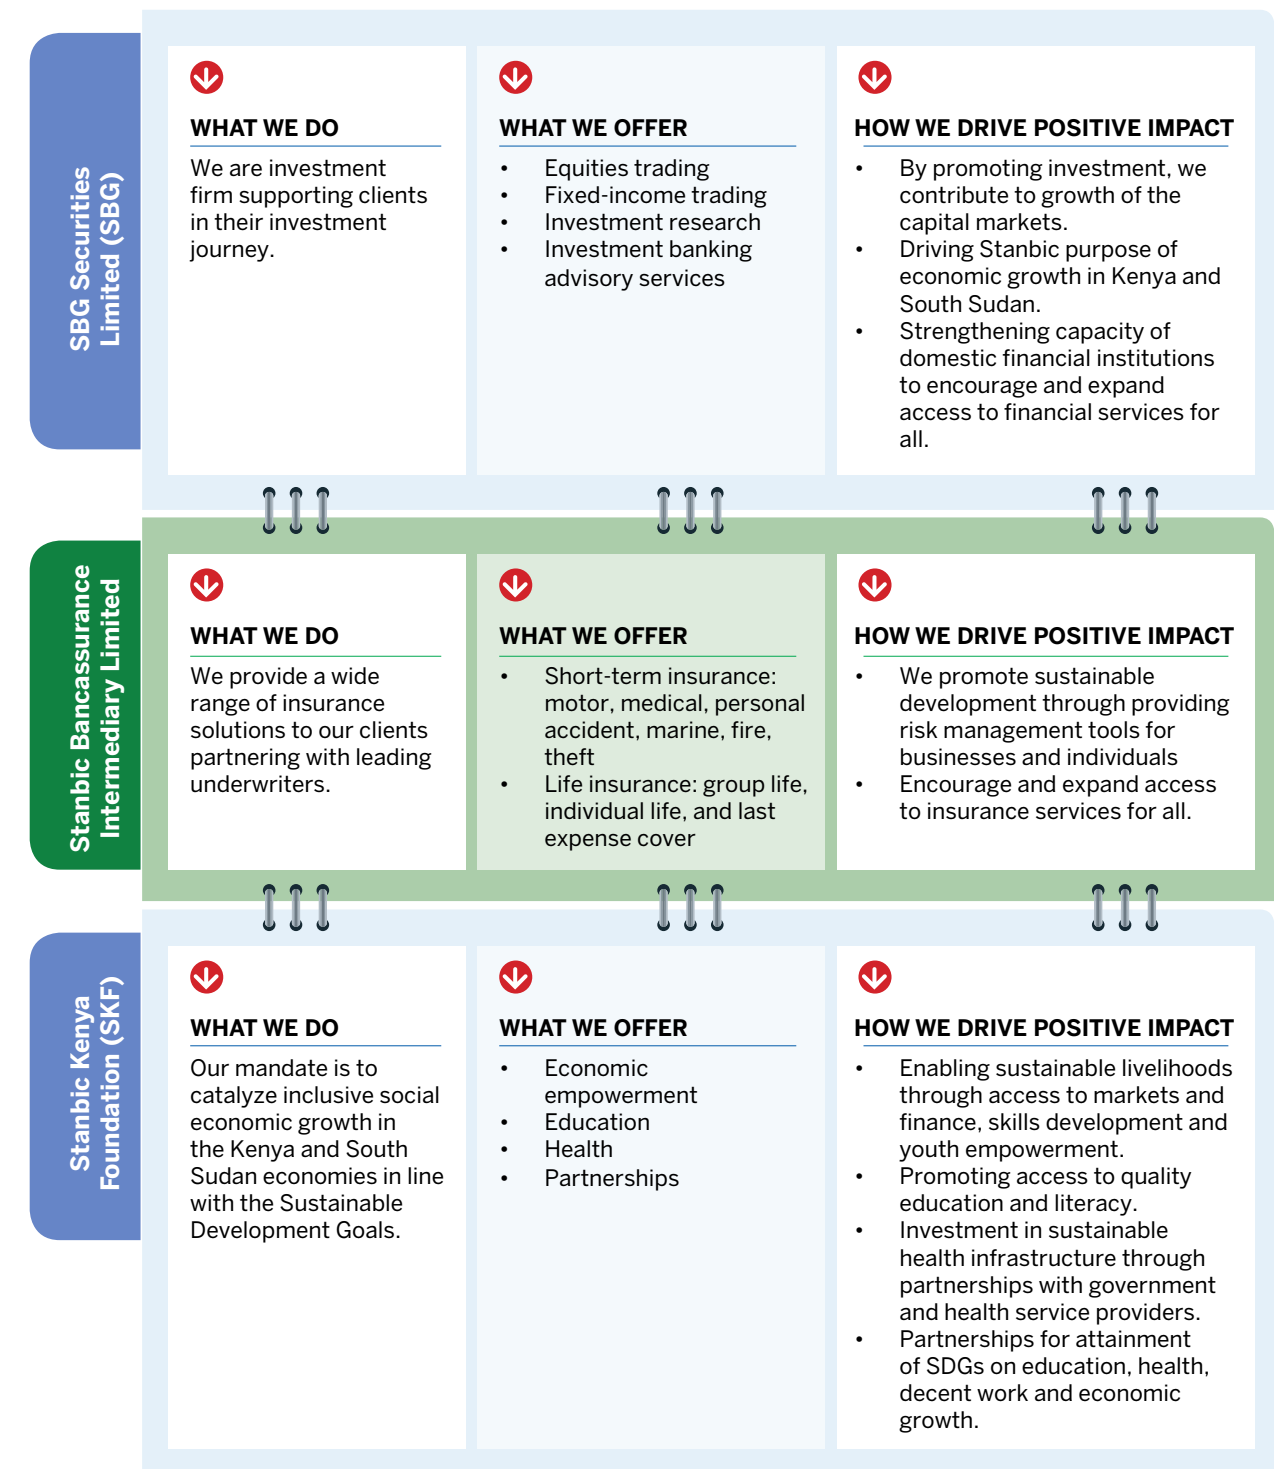 SBG Securities
Limited (SBG)
WHAT WE DO
We are investment
firm supporting clients
in their investment
journey.
WHAT WE OFFER
• Equities trading
• Fixed-income trading
• Investment research
• Investment banking
advisory services
HOW WE DRIVE POSITIVE IMPACT
• By promoting investment, we
contribute to growth of the
capital markets.
• Driving Stanbic purpose of
economic growth in Kenya and
South Sudan.
• Strengthening capacity of
domestic financial institutions
to encourage and expand
access to financial services for
all.
Stanbic Bancassurance
Intermediary Limited
WHAT WE DO
We provide a wide
range of insurance
solutions to our clients
partnering with leading
underwriters.
WHAT WE OFFER
• Short-term insurance:
motor, medical, personal
accident, marine, fire,
theft
• Life insurance: group life,
individual life, and last
expense cover
HOW WE DRIVE POSITIVE IMPACT
• We promote sustainable
development through providing
risk management tools for
businesses and individuals
• Encourage and expand access
to insurance services for all.
Stanbic Kenya
Foundation (SKF)
WHAT WE DO
Our mandate is to
catalyze inclusive social
economic growth in
the Kenya and South
Sudan economies in line
with the Sustainable
Development Goals.
WHAT WE OFFER
• Economic
empowerment
• Education
• Health
• Partnerships
HOW WE DRIVE POSITIVE IMPACT
• Enabling sustainable livelihoods
through access to markets and
finance, skills development and
youth empowerment.
• Promoting access to quality
education and literacy.
• Investment in sustainable
health infrastructure through
partnerships with government
and health service providers.
• Partnerships for attainment
of SDGs on education, health,
decent work and economic
growth.